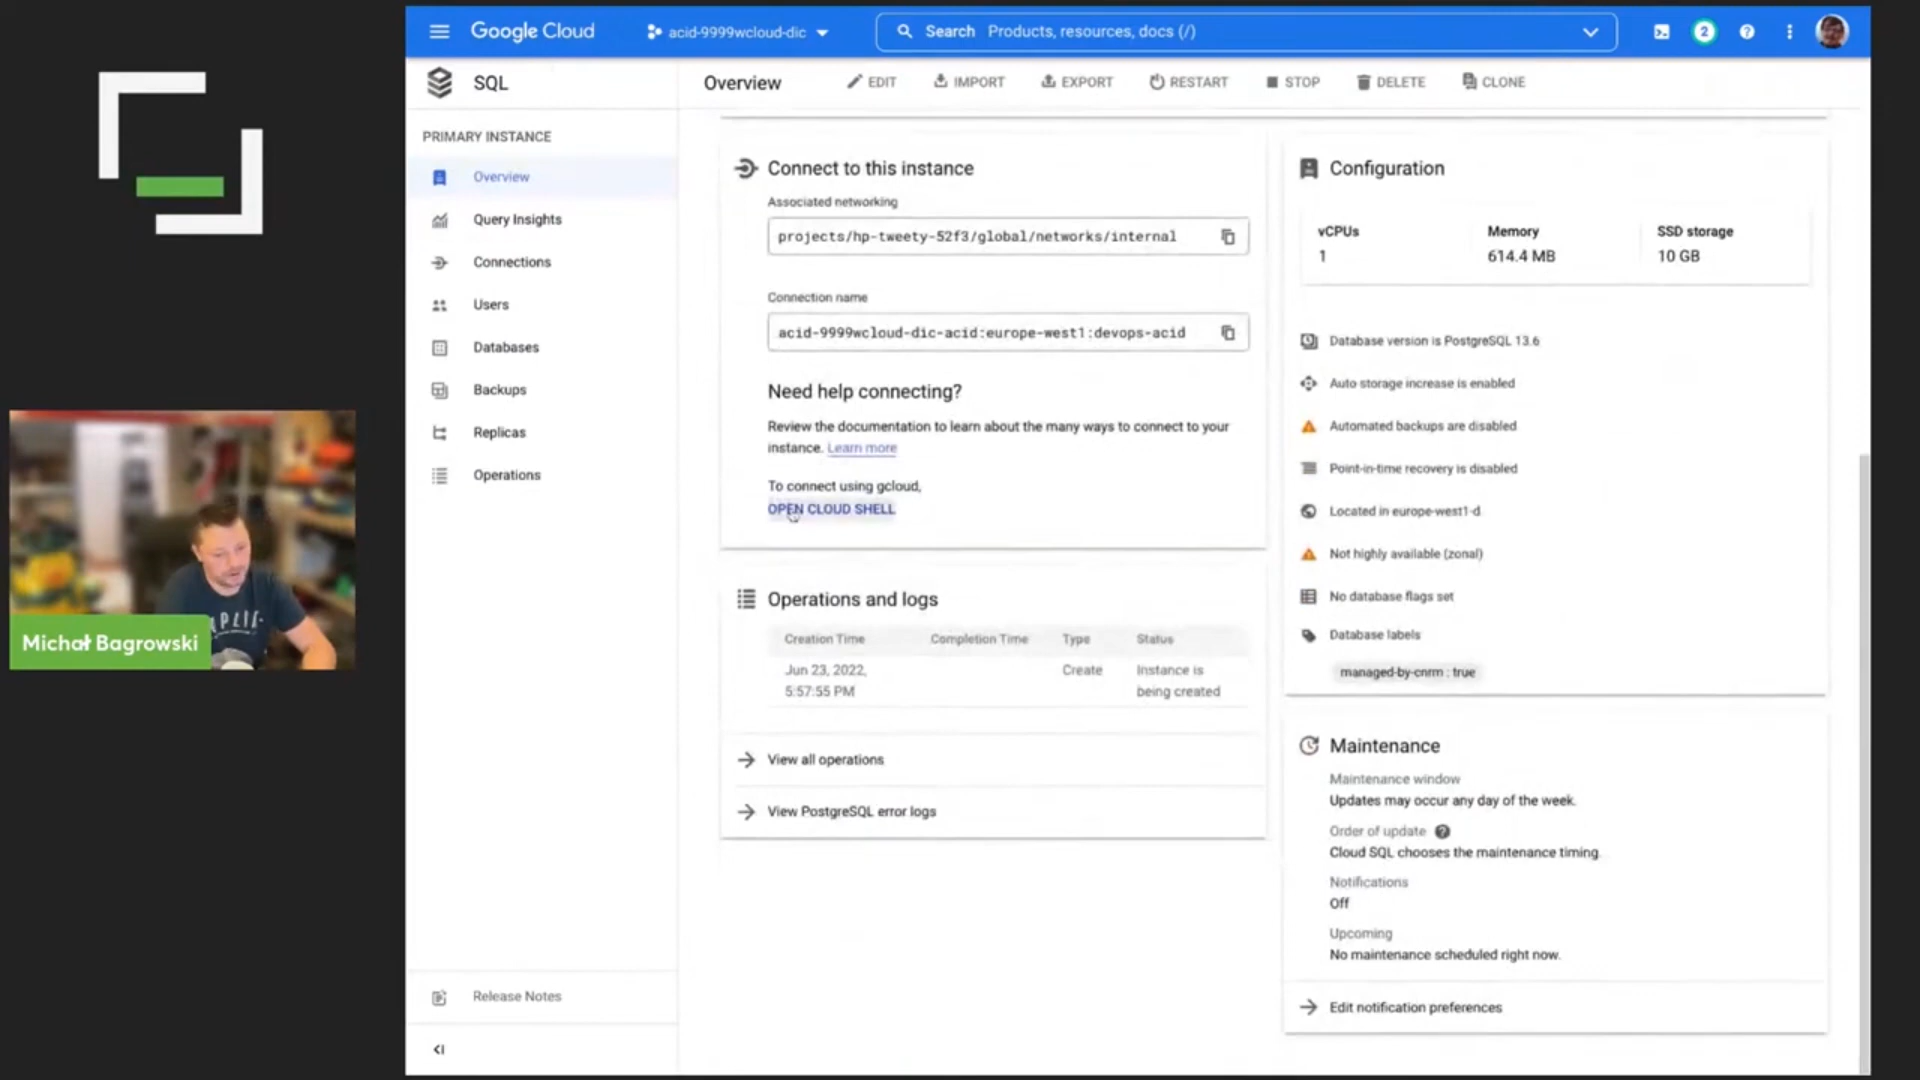 Google Cloud
acid-9999wcloud-dic
Search Products, resources, docs (/)
2
SQL
Overview
EDIT
IMPORT
EXPORT
RESTART
STOP
DELETE
CLONE
PRIMARY INSTANCE
Overview
Query Insights
Connections
Users
Databases
Backups
Replicas
Operations
Release Notes
Connect to this instance
Associated networking
projects/hp-tweety-52f3/global/networks/internal
Connection name
acid-9999wcloud-dic-acid:europe-west1:devops-acid
Need help connecting?
Review the documentation to learn about the many ways to connect to your
instance. Learn more
To connect using gcloud,
OPEN CLOUD SHELL
Operations and logs
Creation Time Completion Time Type Status
Jun 23, 2022, Create Instance is
5:57:55 PM being created
View all operations
View PostgreSQL error logs
Configuration
vCPUs Memory SSD storage
1 614.4 MB 10 GB
Database version is PostgreSQL 13.6
Auto storage increase is enabled
Automated backups are disabled
Point-in-time recovery is disabled
Located in europe-west1-d
Not highly available (zonal)
No database flags set
Database labels
managed-by-cnrm : true
Maintenance
Maintenance window
Updates may occur any day of the week.
Order of update
Cloud SQL chooses the maintenance timing.
Notifications
Off
Upcoming
No maintenance scheduled right now.
Edit notification preferences
Michał Bagrowski